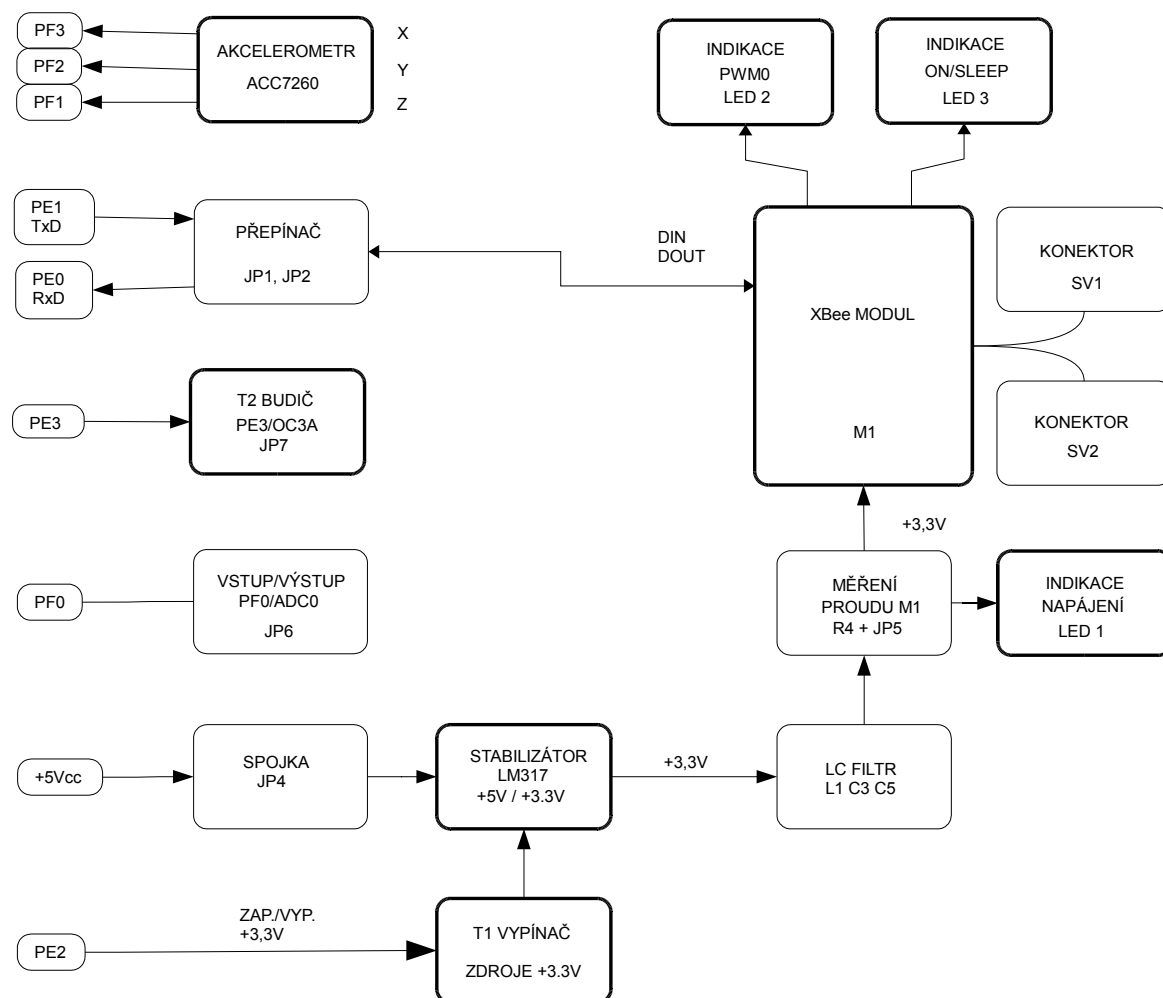 PF3
PF2
PF1
AKCELEROMETR
ACC7260
X
Y
Z
INDIKACE
PWM0
LED 2
INDIKACE
ON/SLEEP
LED 3
PE1
TxD
PE0
RxD
PŘEPÍNAČ
JP1, JP2
DIN
DOUT
XBee MODUL
M1
KONEKTOR
SV1
KONEKTOR
SV2
PE3
T2 BUDIČ
PE3/OC3A
JP7
+3,3V
PF0
VSTUP/VÝSTUP
PF0/ADC0
JP6
MĚŘENÍ
PROUDU M1
R4 + JP5
INDIKACE
NAPÁJENÍ
LED 1
+5Vcc
SPOJKA
JP4
STABILIZÁTOR
LM317
+5V / +3.3V
+3,3V
LC FILTR
L1 C3 C5
PE2
ZAP./VYP.
+3,3V
T1 VYPÍNAČ
ZDROJE +3.3V